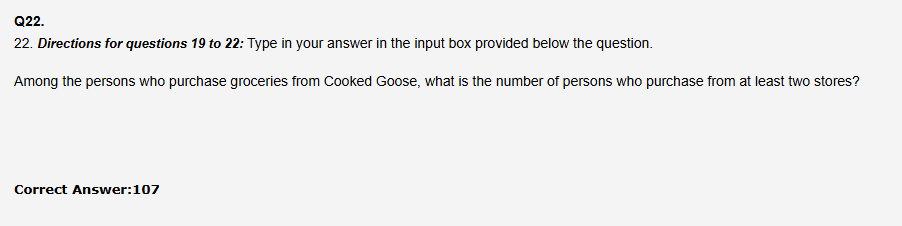 Q22.
22. Directions for questions 19 to 22: Type in your answer in the input box provided below the question.
Among the persons who purchase groceries from Cooked Goose, what is the number of persons who purchase from at least two stores?
Correct Answer:107